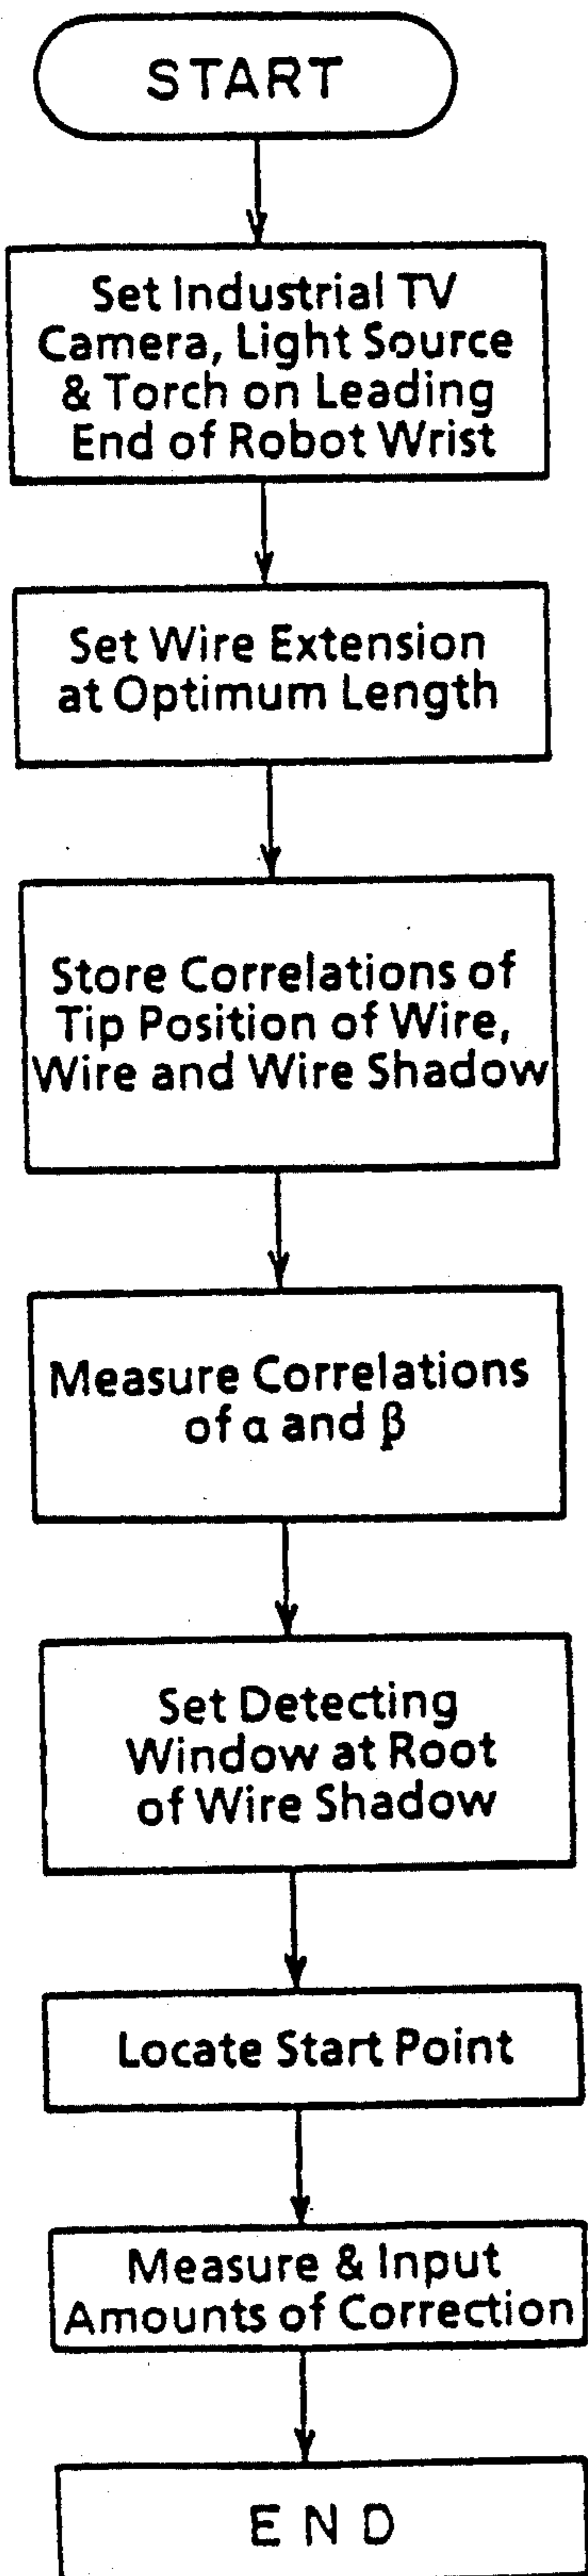 START
Set Industrial TV
Camera, Light Source
& Torch on Leading
End of Robot Wrist
Set Wire Extension
at Optimum Length
Store Correlations of
Tip Position of Wire,
Wire and Wire Shadow
Measure Correlations
of α and β
Set Detecting
Window at Root
of Wire Shadow
Locate Start Point
Measure & Input
Amounts of Correction
END